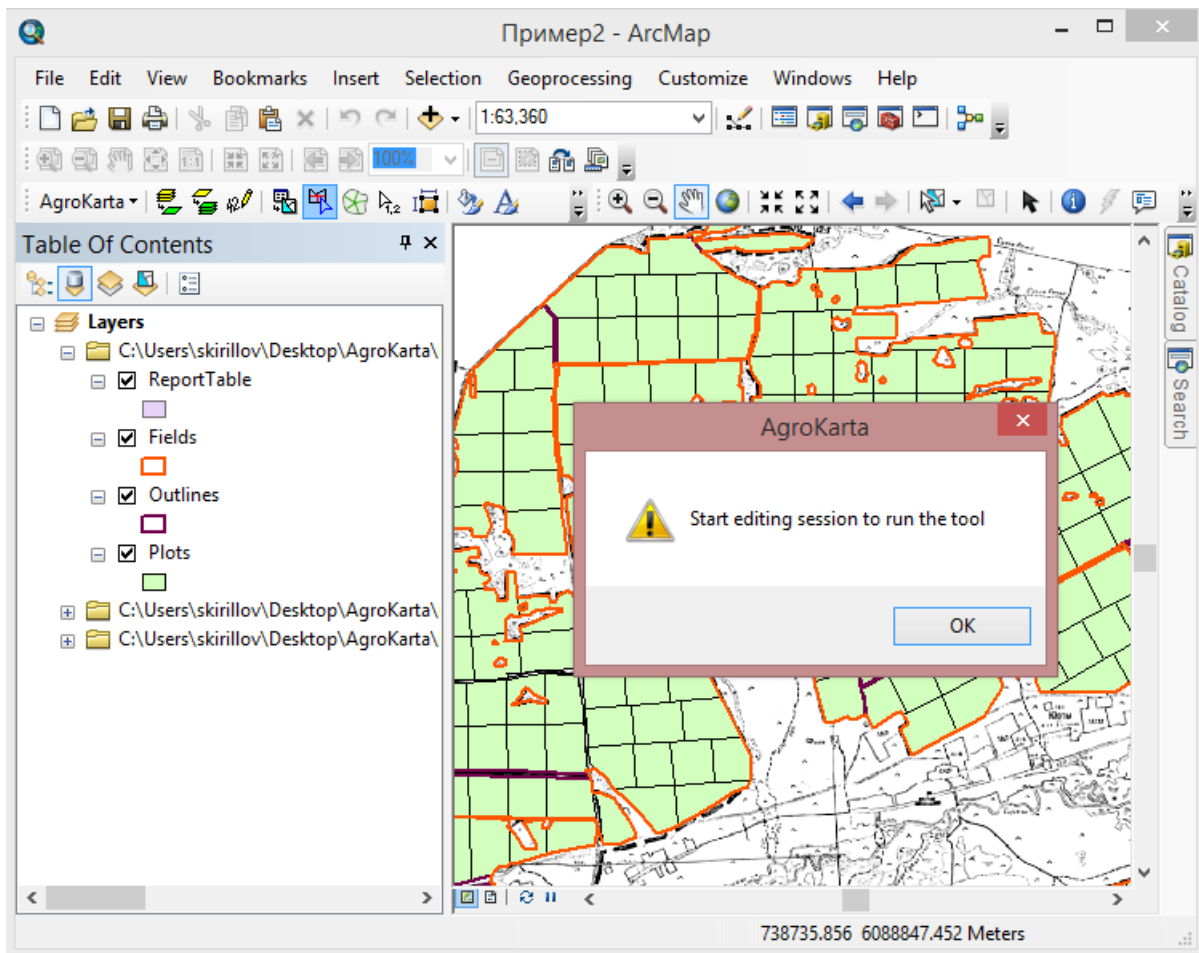 Пример2 - ArcMap
File Edit View Bookmarks Insert Selection Geoprocessing Customize Windows Help
1:63,360
100%
AgroKarta
Table Of Contents
Layers
C:\Users\skirillov\Desktop\AgroKarta\
ReportTable
Fields
Outlines
Plots
C:\Users\skirillov\Desktop\AgroKarta\
C:\Users\skirillov\Desktop\AgroKarta\
AgroKarta
Start editing session to run the tool
OK
Catalog
Search
738735.856 6088847.452 Meters